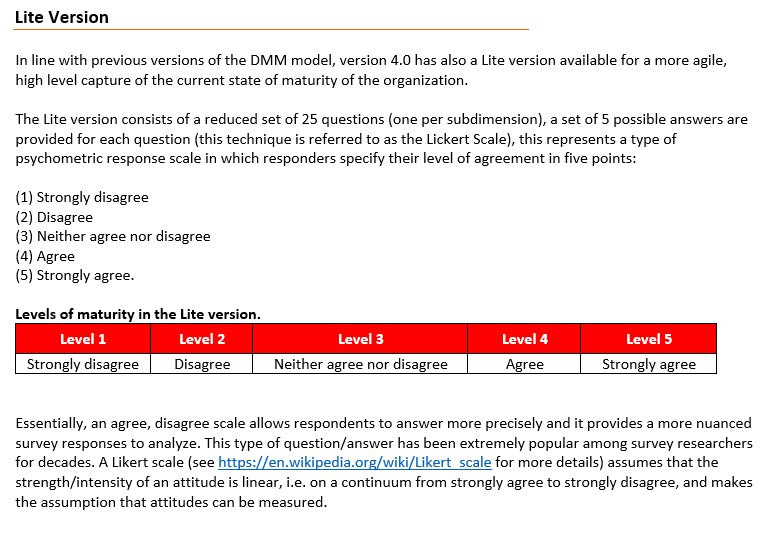 Lite Version
In line with previous versions of the DMM model, version 4.0 has also a Lite version available for a more agile,
high level capture of the current state of maturity of the organization.
The Lite version consists of a reduced set of 25 questions (one per subdimension), a set of 5 possible answers are
provided for each question (this technique is referred to as the Lickert Scale), this represents a type of
psychometric response scale in which responders specify their level of agreement in five points:
(1) Strongly disagree
(2) Disagree
(3) Neither agree nor disagree
(4) Agree
(5) Strongly agree.
Levels of maturity in the Lite version.
Level 1 Level 2 Level 3 Level 4 Level 5
Strongly disagree Disagree Neither agree nor disagree Agree Strongly agree
Essentially, an agree, disagree scale allows respondents to answer more precisely and it provides a more nuanced
survey responses to analyze. This type of question/answer has been extremely popular among survey researchers
for decades. A Likert scale (see https://en.wikipedia.org/wiki/Likert_scale for more details) assumes that the
strength/intensity of an attitude is linear, i.e. on a continuum from strongly agree to strongly disagree, and makes
the assumption that attitudes can be measured.